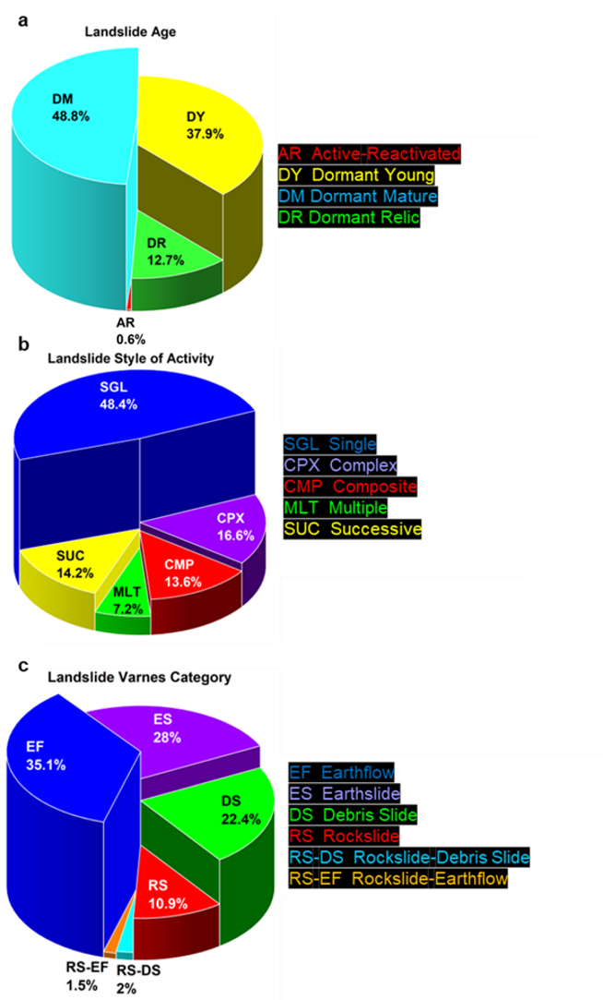 a
Landslide Age
DM
48.8%
DY
37.9%
DR
12.7%
AR
0.6%
AR Active-Reactivated
DY Dormant Young
DM Dormant Mature
DR Dormant Relic
b
Landslide Style of Activity
SGL
48.4%
CPX
16.6%
SUC
14.2%
CMP
13.6%
MLT
7.2%
SGL Single
CPX Complex
CMP Composite
MLT Multiple
SUC Successive
c
Landslide Varnes Category
ES
28%
EF
35.1%
DS
22.4%
RS
10.9%
RS-EF
1.5%
RS-DS
2%
EF Earthflow
ES Earthslide
DS Debris Slide
RS Rockslide
RS-DS Rockslide-Debris Slide
RS-EF Rockslide-Earthflow